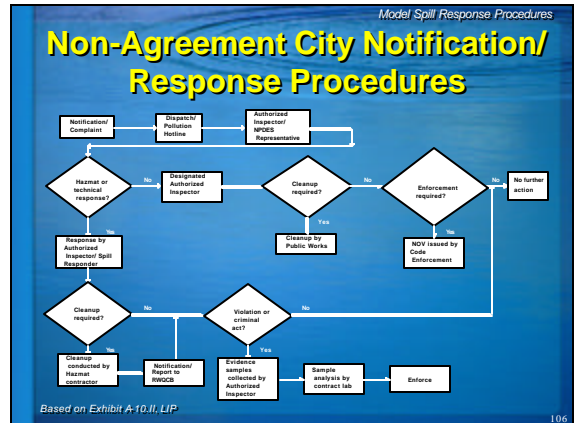 Model Spill Response Procedures
Non-Agreement City Notification/
Response Procedures
Notification/
Complaint
Dispatch/
Pollution
Hotline
Authorized
Inspector/
NPDES
Representative
Hazmat or
technical
response?
No
Designated
Authorized
Inspector
Cleanup
required?
No
Enforcement
required?
No
No further
action
Yes
Response by
Authorized
Inspector/ Spill
Responder
Yes
Cleanup by
Public Works
Yes
NOV issued by
Code
Enforcement
Cleanup
required?
No
Violation or
criminal
act?
No
Yes
Cleanup
conducted by
Hazmat
contractor
Notification/
Report to
RWQCB
Yes
Evidence
samples
collected by
Authorized
Inspector
Sample
analysis by
contract lab
Enforce
Based on Exhibit A-10.II, LIP
106